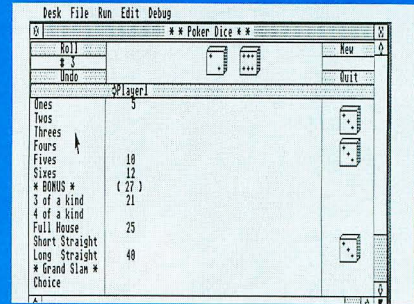 Desk File Run Edit Debug
* * Poker Dice * *
Roll
# 3
Undo
New
Quit
Player1
Ones 5
Twos
Threes
Fours
Fives 10
Sixes 12
* BONUS * ( 27 )
3 of a kind 21
4 of a kind
Full House 25
Short Straight
Long Straight 40
* Grand Slam *
Choice